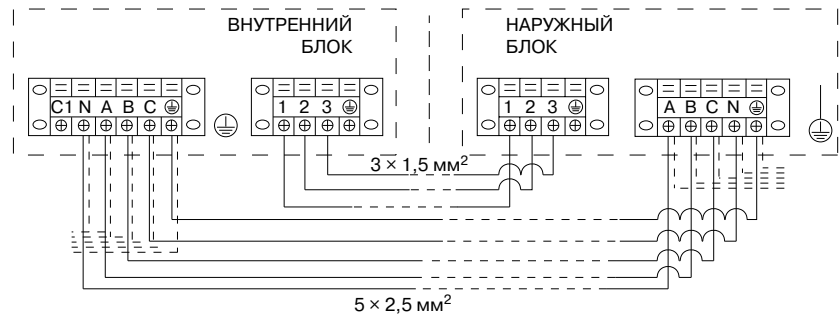 ВНУТРЕННИЙ
БЛОК
НАРУЖНЫЙ
БЛОК
C1 N A B C
1 2 3
1 2 3
A B C N
3 × 1,5 мм²
5 × 2,5 мм²